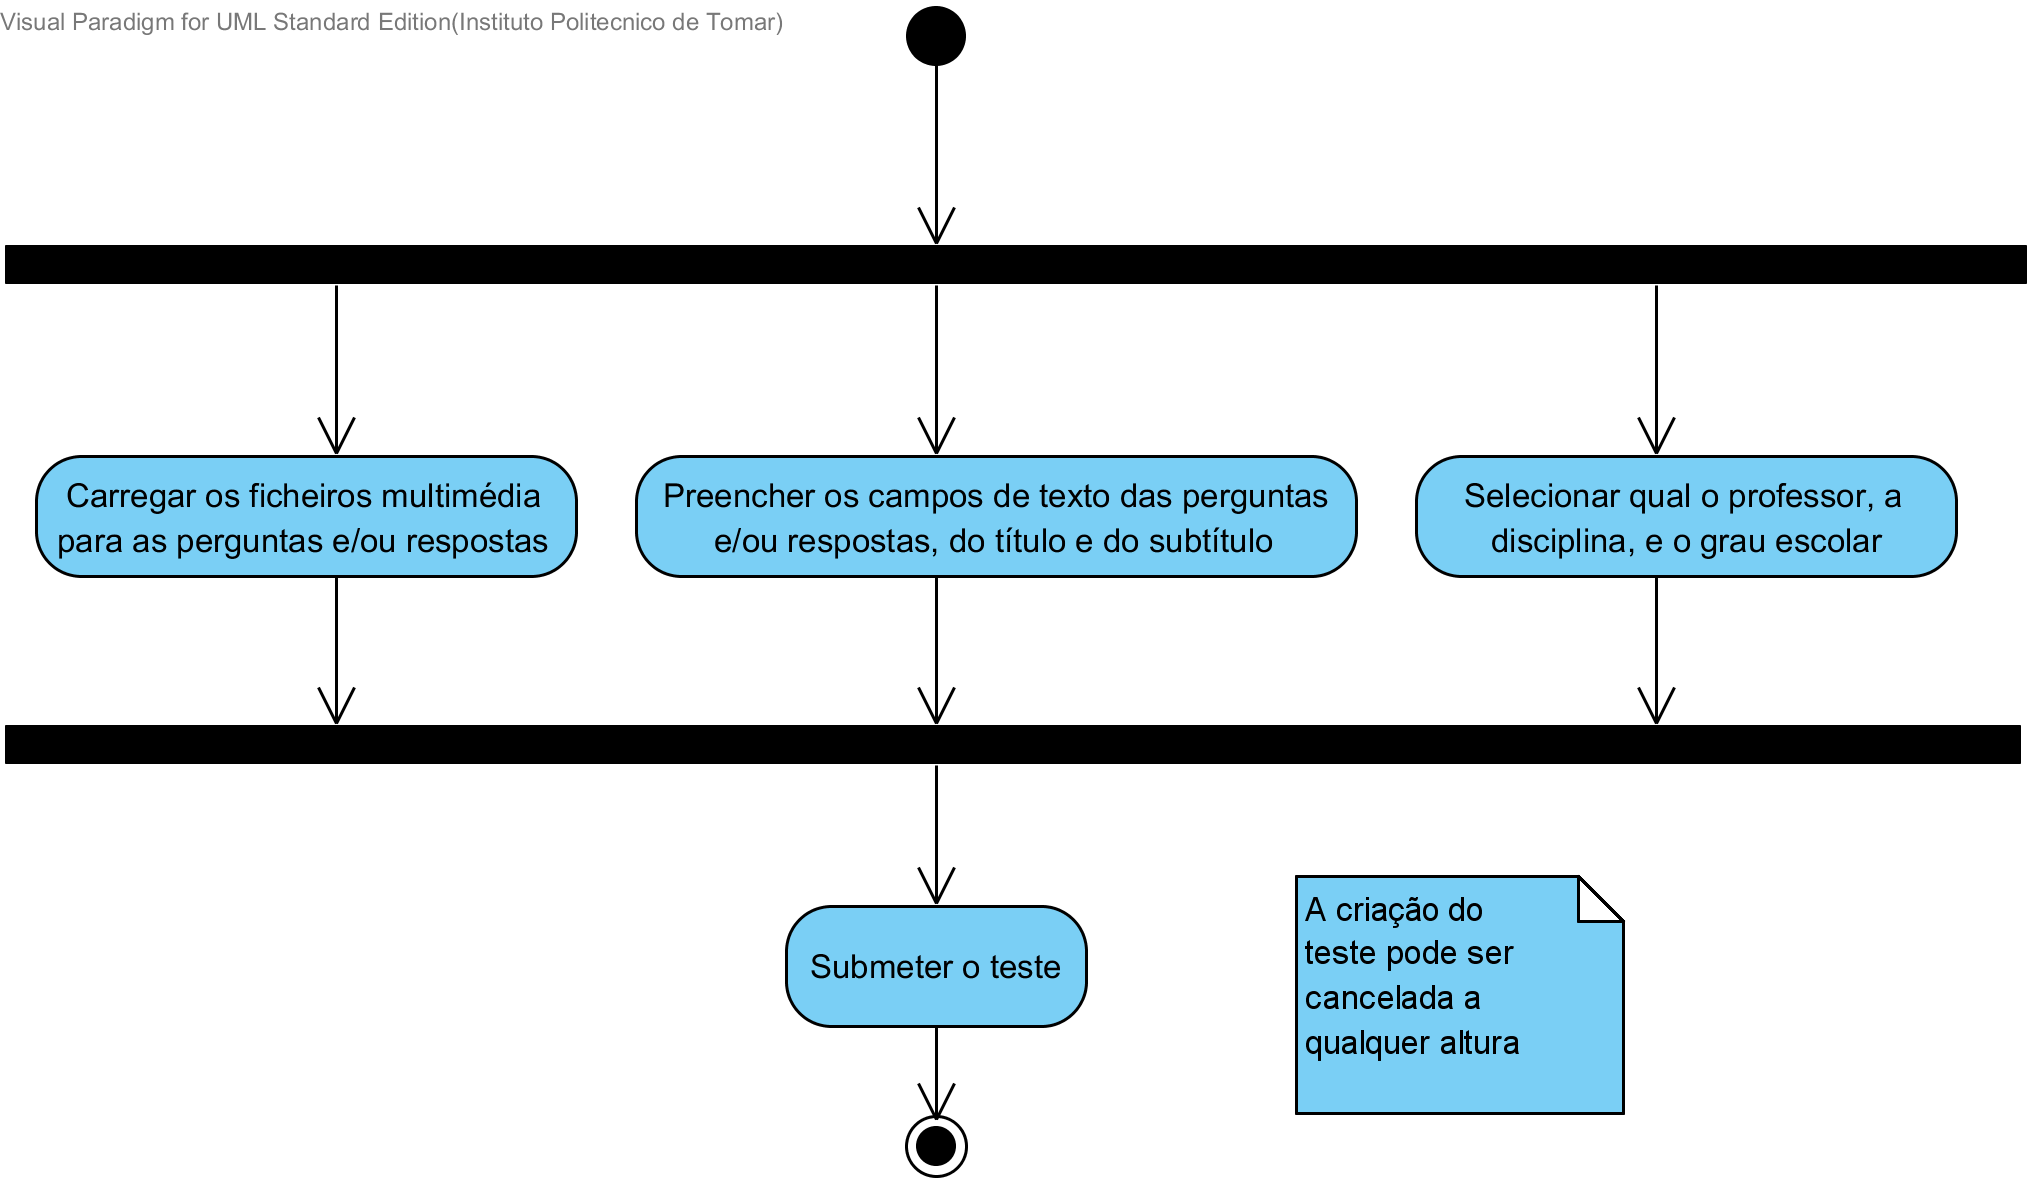 Visual Paradigm for UML Standard Edition(Instituto Politecnico de Tomar)
Carregar os ficheiros multimédia
para as perguntas e/ou respostas
Preencher os campos de texto das perguntas
e/ou respostas, do título e do subtítulo
Selecionar qual o professor, a
disciplina, e o grau escolar
Submeter o teste
A criação do
teste pode ser
cancelada a
qualquer altura